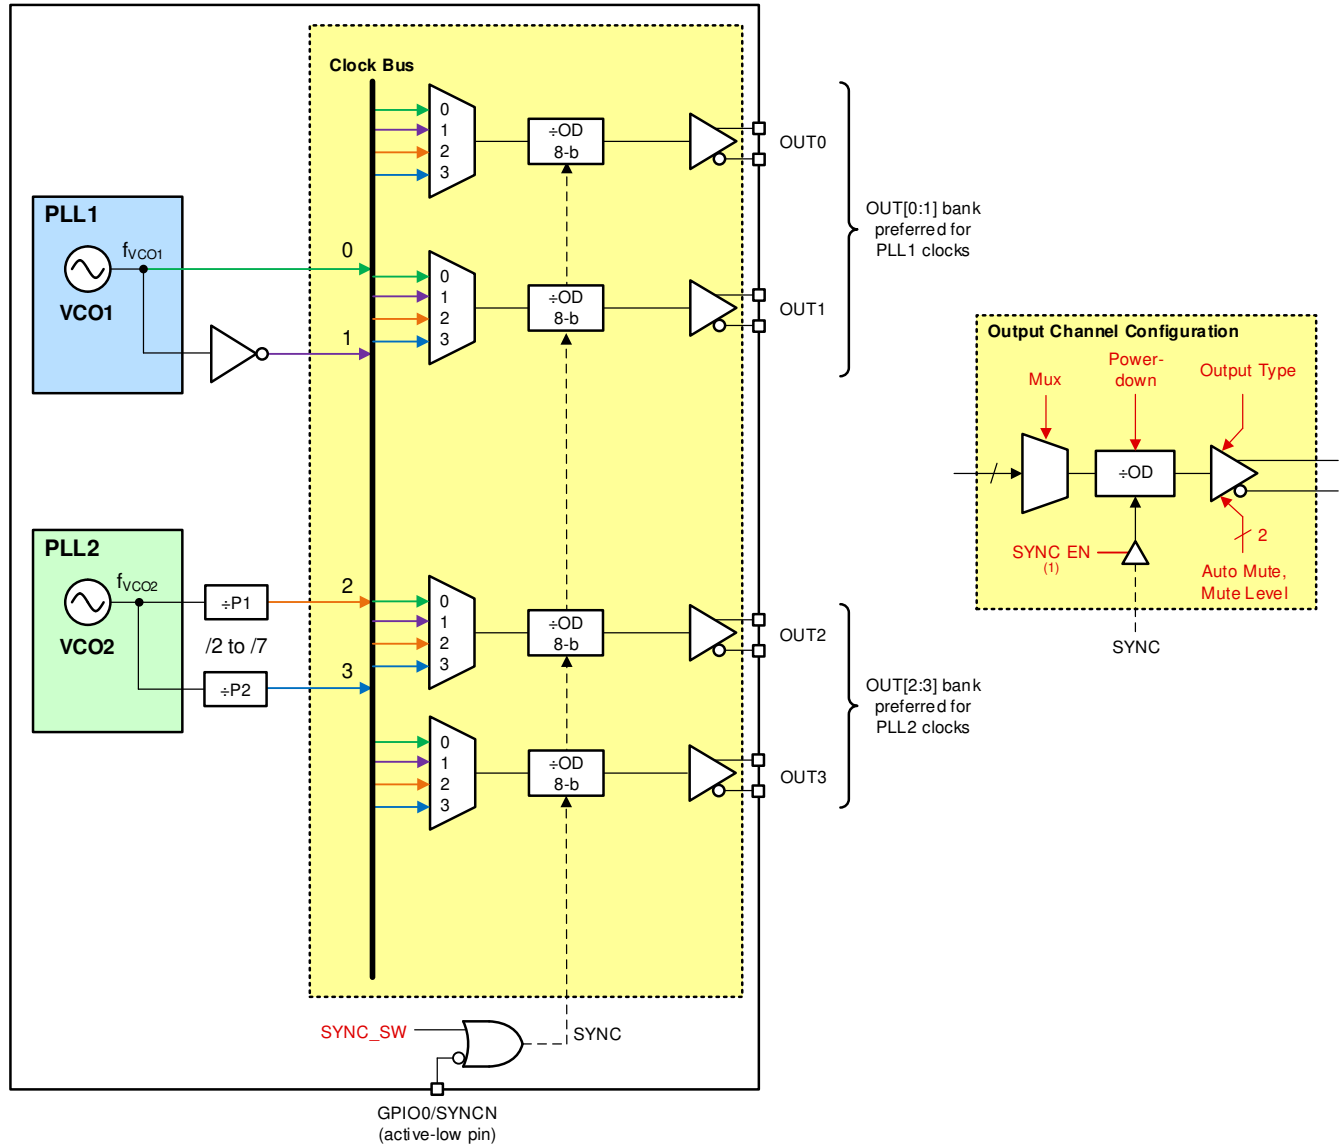 Clock Bus
0
1
2
3
÷OD
8-b
OUT0
PLL1
fVCO1
VCO1
0
1
0
1
2
3
÷OD
8-b
OUT1
OUT[0:1] bank
preferred for
PLL1 clocks
PLL2
fVCO2
VCO2
÷P1
/2 to /7
÷P2
2
3
0
1
2
3
÷OD
8-b
OUT2
0
1
2
3
÷OD
8-b
OUT3
OUT[2:3] bank
preferred for
PLL2 clocks
SYNC_SW
SYNC
GPIO0/SYNCN
(active-low pin)
Output Channel Configuration
Mux
Power-
down
Output Type
÷OD
SYNC EN
(1)
2
Auto Mute,
Mute Level
SYNC